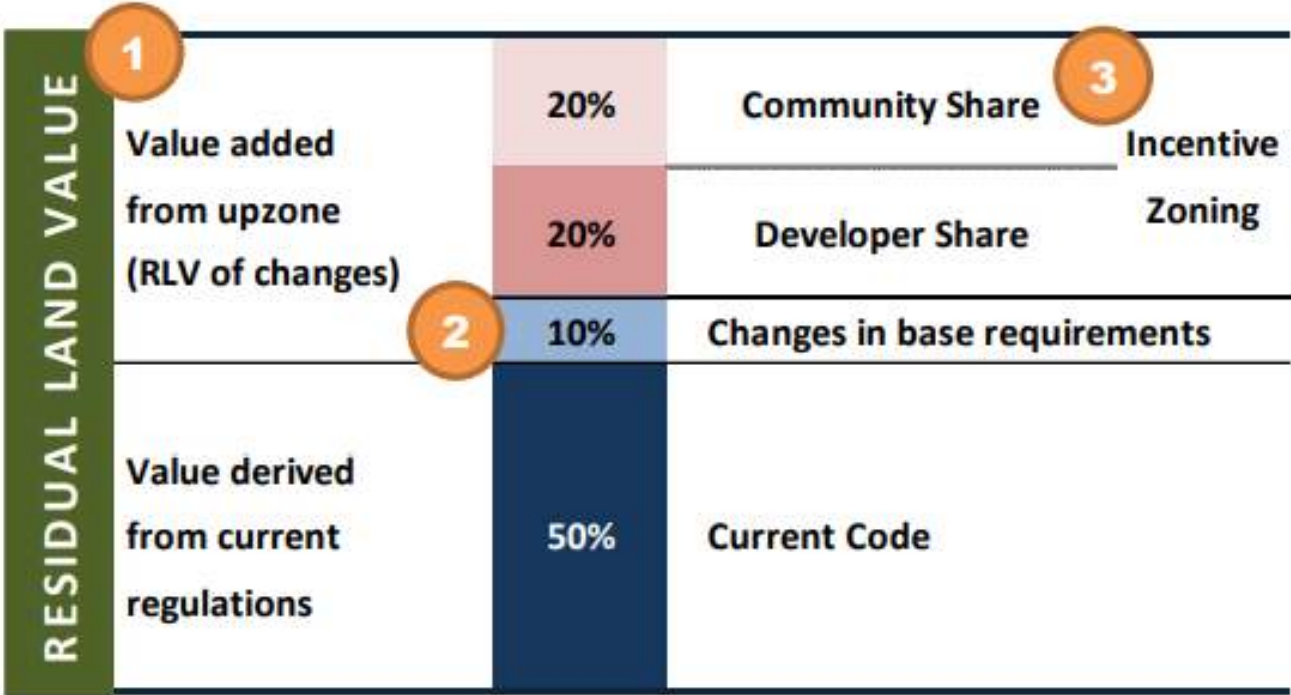 RESIDUAL LAND VALUE
1
Value added
from upzone
(RLV of changes)
20%
Community Share
3
Incentive
Zoning
20%
Developer Share
2
10%
Changes in base requirements
Value derived
from current
regulations
50%
Current Code